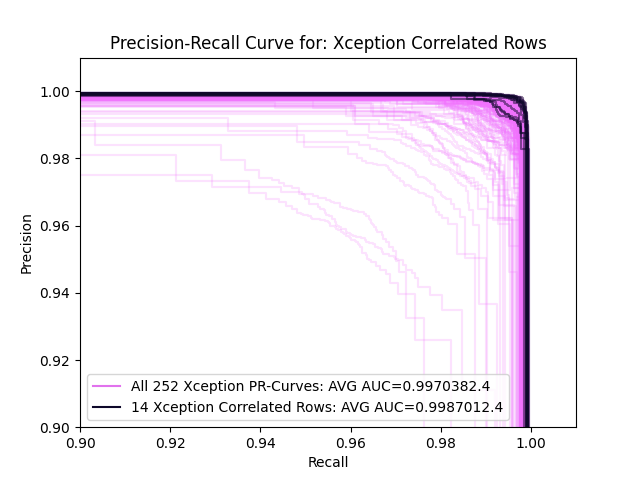 Precision-Recall Curve for: Xception Correlated Rows
1.00
0.98
0.96
0.94
0.92
0.90
Precision
All 252 Xception PR-Curves: AVG AUC=0.9970382.4
14 Xception Correlated Rows: AVG AUC=0.9987012.4
0.90 0.92 0.94 0.96 0.98 1.00
Recall